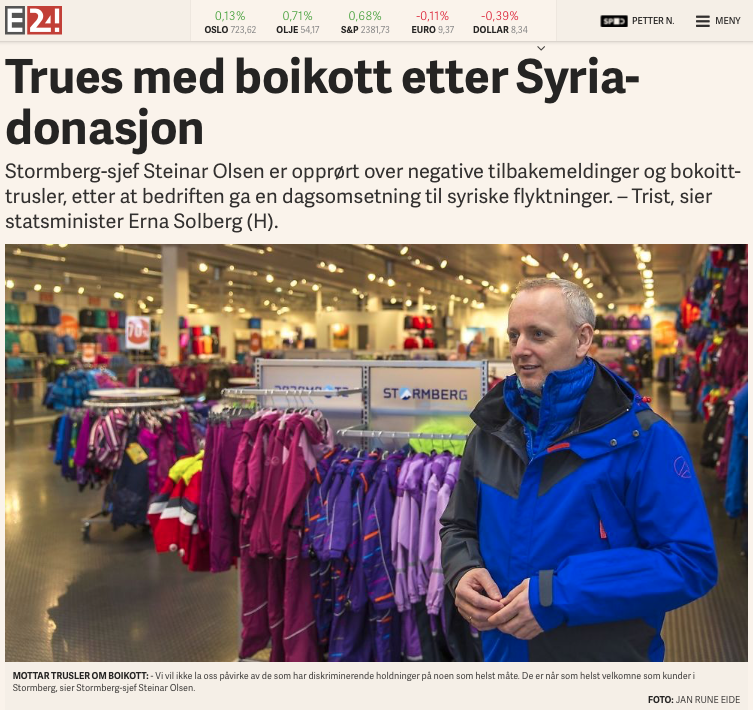 E24!
0,13% 0,71% 0,68% -0,11% -0,39%
OSLO 723,62 OLJE 54,17 S&P 2381,73 EURO 9,37 DOLLAR 8,34
SPID PETTER N. MENY
Trues med boikott etter Syria-
donasjon
Stormberg-sjef Steinar Olsen er opprørt over negative tilbakemeldinger og bokoitt-
trusler, etter at bedriften ga en dagsomsetning til syriske flyktninger. – Trist, sier
statsminister Erna Solberg (H).
STORMBERG
MOTTAR TRUSLER OM BOIKOTT: - Vi vil ikke la oss påvirke av de som har diskriminerende holdninger på noen som helst måte. De er når som helst velkomne som kunder i
Stormberg, sier Stormberg-sjef Steinar Olsen.
FOTO: JAN RUNE EIDE